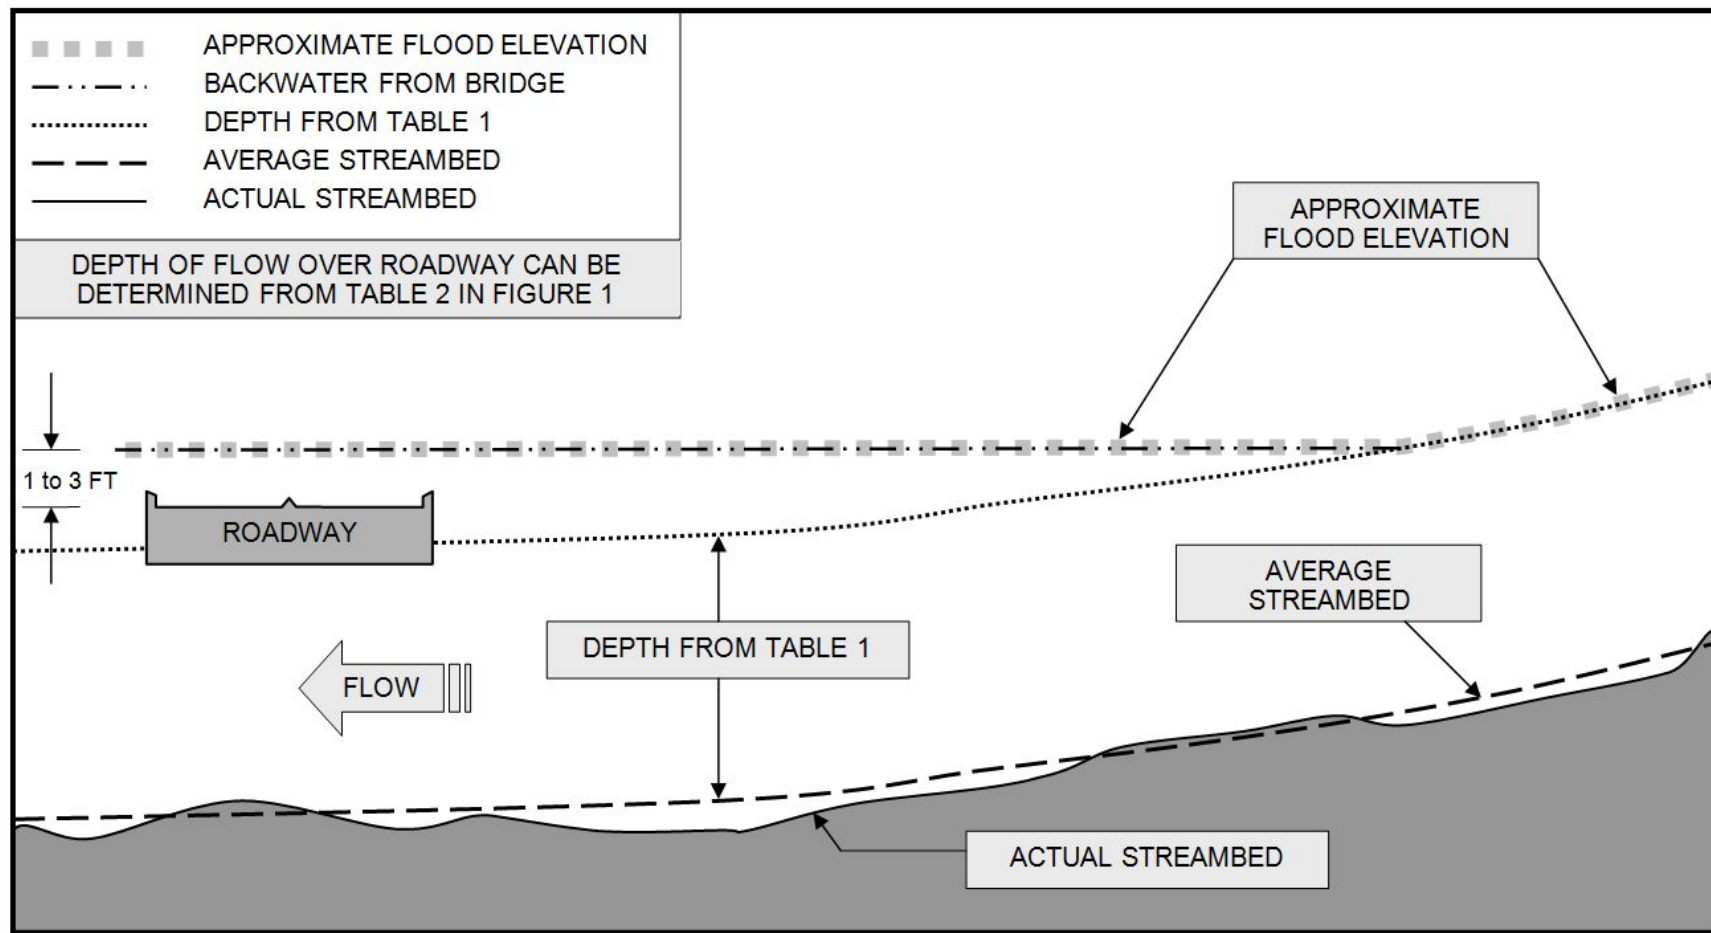 APPROXIMATE FLOOD ELEVATION
BACKWATER FROM BRIDGE
DEPTH FROM TABLE 1
AVERAGE STREAMBED
ACTUAL STREAMBED
DEPTH OF FLOW OVER ROADWAY CAN BE
DETERMINED FROM TABLE 2 IN FIGURE 1
APPROXIMATE
FLOOD ELEVATION
1 to 3 FT
ROADWAY
AVERAGE
STREAMBED
DEPTH FROM TABLE 1
FLOW
ACTUAL STREAMBED